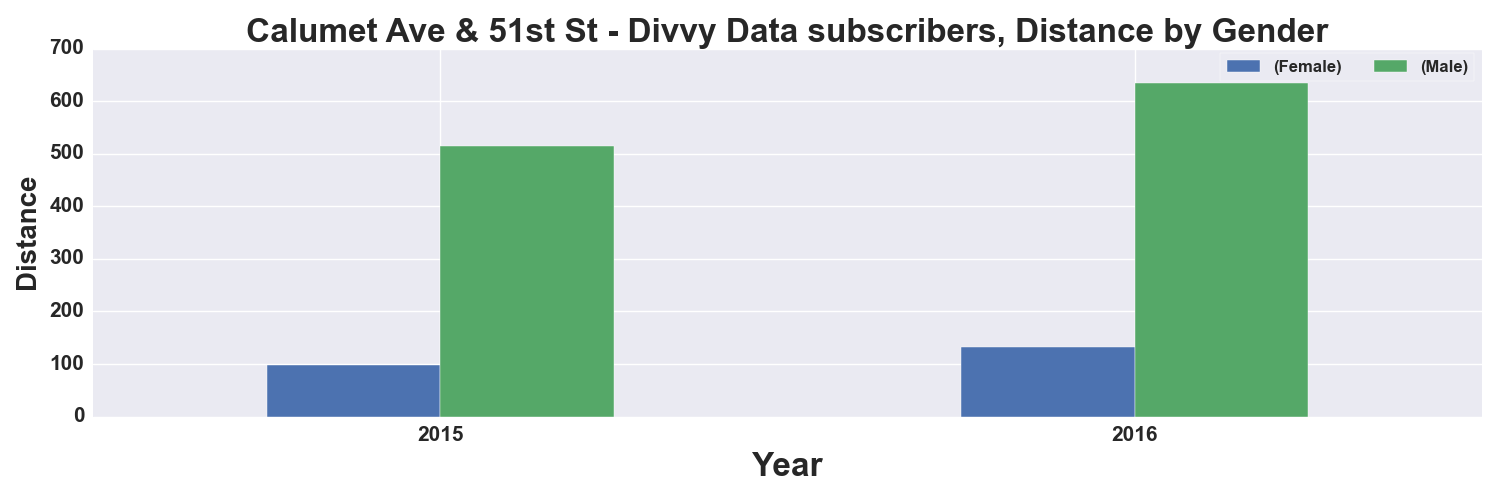 Calumet Ave & 51st St - Divvy Data subscribers, Distance by Gender
700
600
500
400
300
200
100
0
Distance
(Female) (Male)
2015 2016
Year